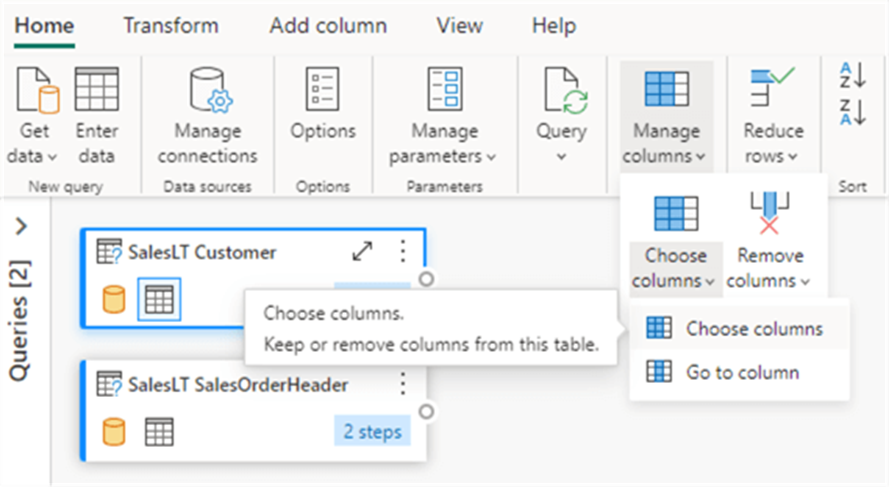 Home Transform Add column View Help
Get data
Enter data
Manage connections
Options
Manage parameters
Query
Manage columns
Reduce rows
A
Z
Z
A
New query Data sources Options Parameters Sort
Choose columns
Remove columns
Choose columns
Go to column
Choose columns.
Keep or remove columns from this table.
Queries [2]
SalesLT Customer
SalesLT SalesOrderHeader
2 steps